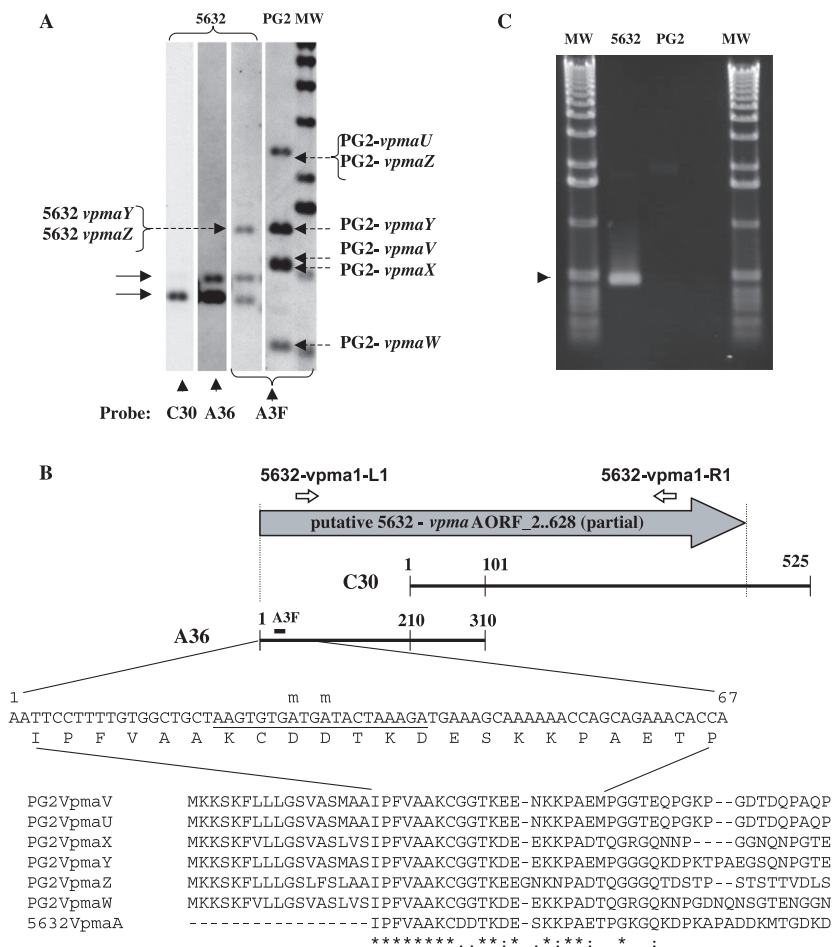 A
5632
PG2 MW
PG2-vpmaU
PG2- vpmaZ
5632 vpmaY
5632 vpmaZ
PG2- vpmaY
PG2- vpmaV
PG2- vpmaX
PG2- vpmaW
Probe: C30 A36 A3F
C
MW 5632 PG2 MW
B
5632-vpma1-L1 5632-vpma1-R1
putative 5632 - vpma AORF_2..628 (partial)
1 101 525
C30
1 A3F 210 310
A36
1 m m 67
AATTCCTTTTGTGGCTGCTAAGTGTGATGATACTAAAGATGAAAGCAAAAAACCAGCAGAAACACCA
I P F V A A K C D D T K D E S K K P A E T P
PG2VpmaV MKKSKFLLLGSVASMAAIPFVAAKCGGTKEE-NKKPAEMPGGTEQPGKP--GDTDQPAQP
PG2VpmaU MKKSKFLLLGSVASMAAIPFVAAKCGGTKEE-NKKPAEMPGGTEQPGKP--GDTDQPAQP
PG2VpmaX MKKSKFVLLGSVASLVSIPFVAAKCGGTKDE-EKKPADTQGRGQNNP----GGNQNPGTE
PG2VpmaY MKKSKFLLLGSVASMASIPFVAAKCGGTKDE-EKKPAEMPGGGQKDPKTPAEGSQNPGTE
PG2VpmaZ MKKSKFLLLGSLFSLAAIPFVAAKCGGTKEEGNKNPADTQGGGQTDSTP--STSTTVDLS
PG2VpmaW MKKSKFVLLGSVASLVSIPFVAAKCGGTKDE-EKKPADTQGRGQKNPGDNQNSGTENGGN
5632VpmaA -----------------IPFVAAKCDDTKDE-SKKPAETPGKGQKDPKAPADDKMTGDKD
********..**:* .*:**: * :